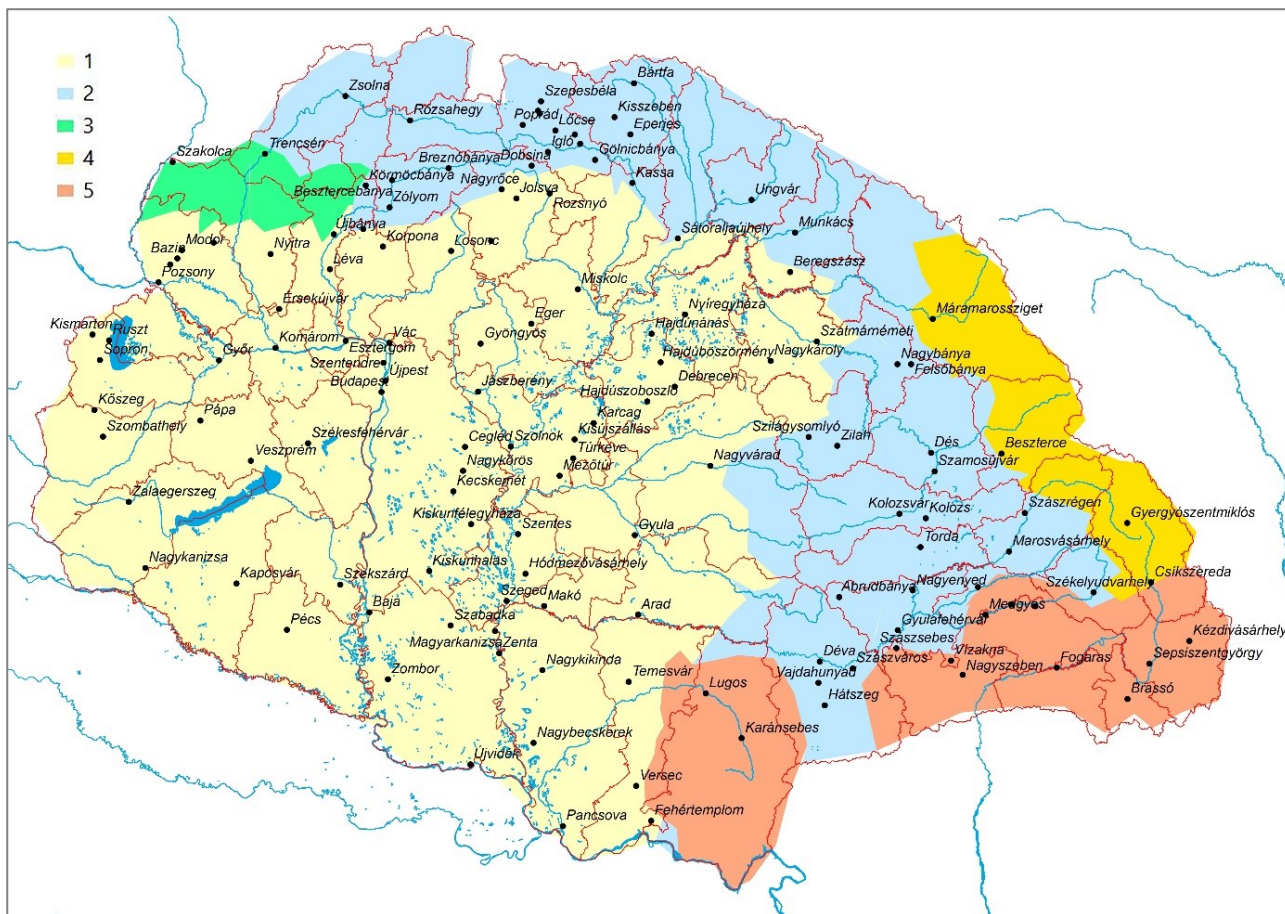 1
2
3
4
5
Bártfa
Zsolna
Szepesbéla
Kisszeben
Rózsahegy
Poprád
Lőcse
Eperjes
Szakolca
Trencsén
Igló
Gölnicbánya
Breznóbánya
Dobsina
Körmöcbánya
Besztercebánya
Nagyrőce
Jolsva
Kassa
Zólyom
Rozsnyó
Ungvár
Újbánya
Sátoraljaújhely
Munkács
Modor
Bazin
Nyitra
Korpona
Losonc
Léva
Pozsony
Beregszász
Miskolc
Érsekújvár
Máramarossziget
Nyíregyháza
Kismarton
Ruszt
Eger
Hajdúnánás
Szatmárnémeti
Komárom
Vác
Gyöngyös
Sopron
Győr
Esztergom
Szentendre
Hajdúböszörmény
Nagykároly
Nagybánya
Felsőbánya
Újpest
Budapest
Jászberény
Hajdúszoboszló
Debrecen
Kőszeg
Pápa
Karcag
Szombathely
Székesfehérvár
Cegléd
Szolnok
Kisújszállás
Szilágysomlyó
Zilah
Dés
Beszterce
Veszprém
Túrkeve
Nagykőrös
Mezőtúr
Nagyvárad
Szamosújvár
Zalaegerszeg
Kecskemét
Kiskunfélegyháza
Kolozsvár
Kolozs
Szászrégen
Gyergyószentmiklós
Szentes
Gyula
Torda
Marosvásárhely
Nagykanizsa
Kiskunhalas
Hódmezővásárhely
Kaposvár
Szekszárd
Abrudbánya
Nagyenyed
Székelyudvarhely
Csikszereda
Baja
Szeged
Makó
Arad
Medgyes
Pécs
Szabadka
Gyulafehérvár
Magyarkanizsa
Zenta
Szászsebes
Kézdivásárhely
Zombor
Nagykikinda
Temesvár
Déva
Szászváros
Vízakna
Nagyszeben
Fogaras
Sepsiszentgyörgy
Vajdahunyad
Lugos
Hátszeg
Brassó
Karánsebes
Nagybecskerek
Újvidék
Versec
Pancsova
Fehértemplom